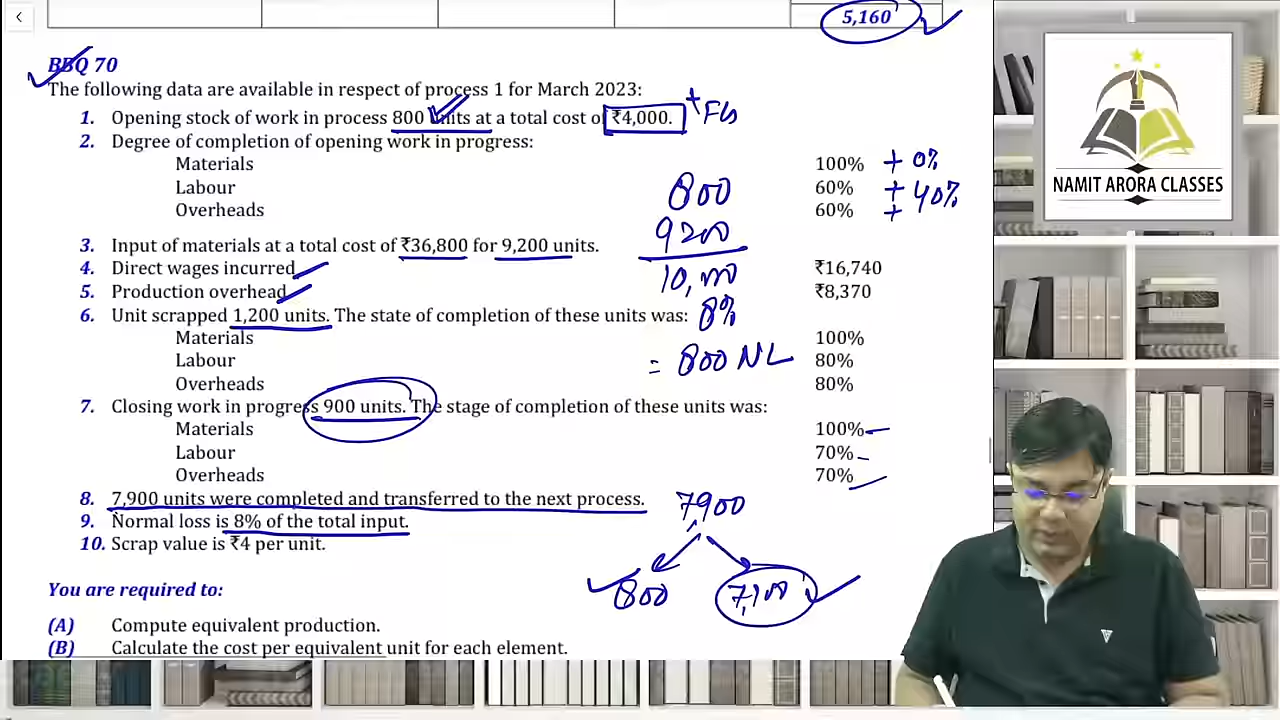 5,160
BBQ 70
The following data are available in respect of process 1 for March 2023:
1. Opening stock of work in process 800 units at a total cost of ₹4,000. + FG
2. Degree of completion of opening work in progress:
Materials 100% + 0%
Labour 60% + 40%
Overheads 60% +
800
9200
10,000
3. Input of materials at a total cost of ₹36,800 for 9,200 units.
4. Direct wages incurred ₹16,740
5. Production overhead ₹8,370
6. Unit scrapped 1,200 units. The state of completion of these units was: 8%
Materials 100%
Labour 80%
= 800 NL
Overheads 80%
7. Closing work in progress 900 units. The stage of completion of these units was:
Materials 100%
Labour 70%
Overheads 70%
8. 7,900 units were completed and transferred to the next process. 7900
9. Normal loss is 8% of the total input.
10. Scrap value is ₹4 per unit.
800 7,100
You are required to:
(A) Compute equivalent production.
(B) Calculate the cost per equivalent unit for each element.
NAMIT ARORA CLASSES